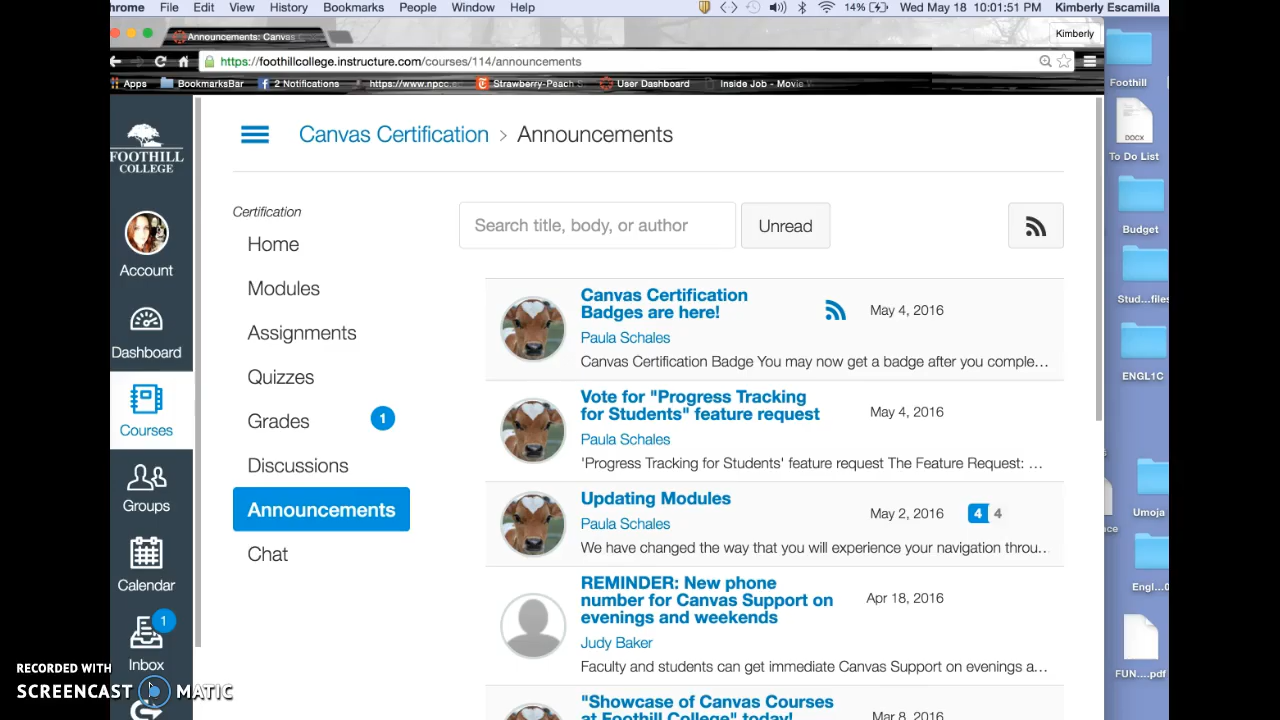 hrome File Edit View History Bookmarks People Window Help 14% Wed May 18 10:01:51 PM Kimberly Escamilla
Announcements: Canvas C
Kimberly
https://foothillcollege.instructure.com/courses/114/announcements
Apps BookmarksBar 2 Notifications https://www.npcc. Strawberry-Peach S User Dashboard Inside Job - Movie
FOOTHILL
COLLEGE
Account
Dashboard
Courses
Groups
Calendar
1
Inbox
Canvas Certification > Announcements
Certification
Home
Modules
Assignments
Quizzes
Grades 1
Discussions
Announcements
Chat
Search title, body, or author Unread
Canvas Certification
Badges are here!
May 4, 2016
Paula Schales
Canvas Certification Badge You may now get a badge after you comple...
Vote for "Progress Tracking
for Students" feature request
May 4, 2016
Paula Schales
'Progress Tracking for Students' feature request The Feature Request: ...
Updating Modules
May 2, 2016 4 4
Paula Schales
We have changed the way that you will experience your navigation throu...
REMINDER: New phone
number for Canvas Support on
evenings and weekends
Apr 18, 2016
Judy Baker
Faculty and students can get immediate Canvas Support on evenings a...
"Showcase of Canvas Courses
at Foothill College" today!
Mar 8, 2016
Foothill
DOCX
To Do List
Budget
Stud...files
ENGL1C
Umoja
ce
Engl...0
FUN...pdf
RECORDED WITH
SCREENCAST MATIC